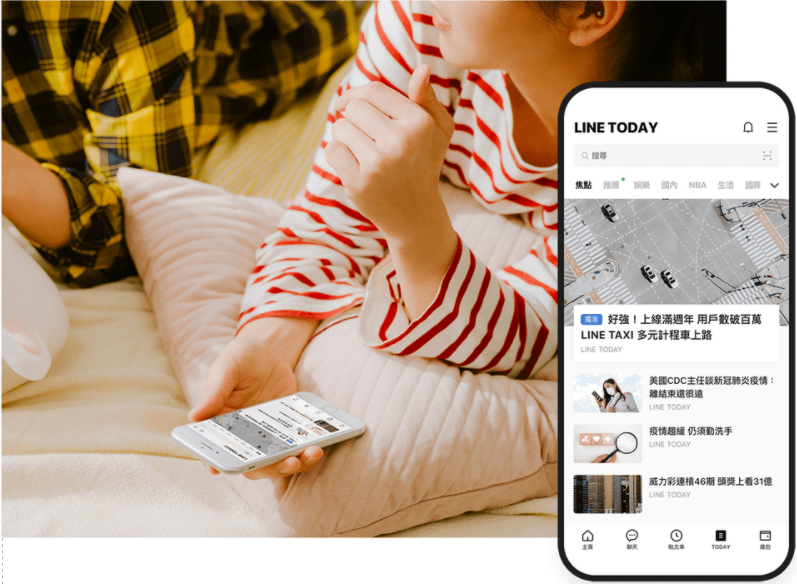 LINE TODAY
搜尋
焦點 推薦 娛樂 國內 NBA 生活 國際
獨家 好強！上線滿週年 用戶數破百萬
LINE TAXI 多元計程車上路
LINE TODAY
美國CDC主任談新冠肺炎疫情：
離結束還很遠
LINE TODAY
疫情趨緩 仍須勤洗手
LINE TODAY
威力彩連槓46期 頭獎上看31億
LINE TODAY
主頁 聊天 貼文串 TODAY 錢包
LINE TODAY